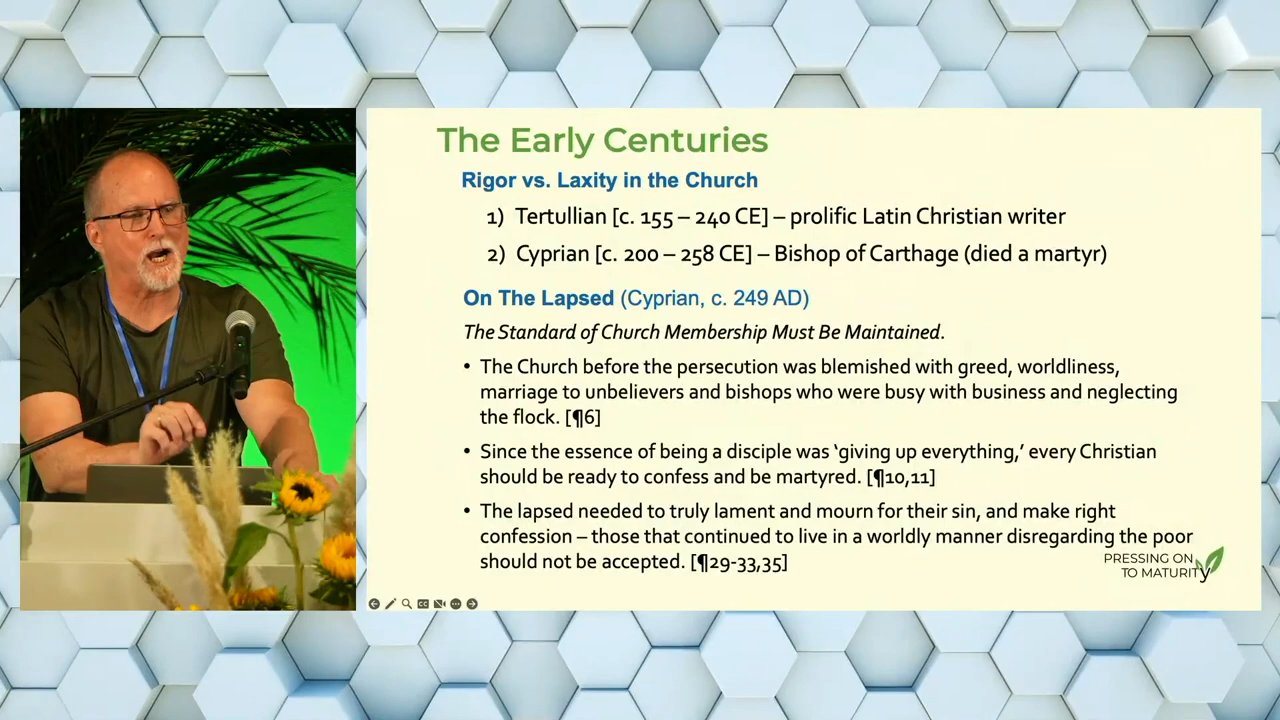 The Early Centuries
Rigor vs. Laxity in the Church
1) Tertullian [c. 155 – 240 CE] – prolific Latin Christian writer
2) Cyprian [c. 200 – 258 CE] – Bishop of Carthage (died a martyr)
On The Lapsed (Cyprian, c. 249 AD)
The Standard of Church Membership Must Be Maintained.
• The Church before the persecution was blemished with greed, worldliness,
marriage to unbelievers and bishops who were busy with business and neglecting
the flock. [¶6]
• Since the essence of being a disciple was ‘giving up everything,’ every Christian
should be ready to confess and be martyred. [¶10,11]
• The lapsed needed to truly lament and mourn for their sin, and make right
confession – those that continued to live in a worldly manner disregarding the poor
should not be accepted. [¶29-33,35]
PRESSING ON
TO MATURITy